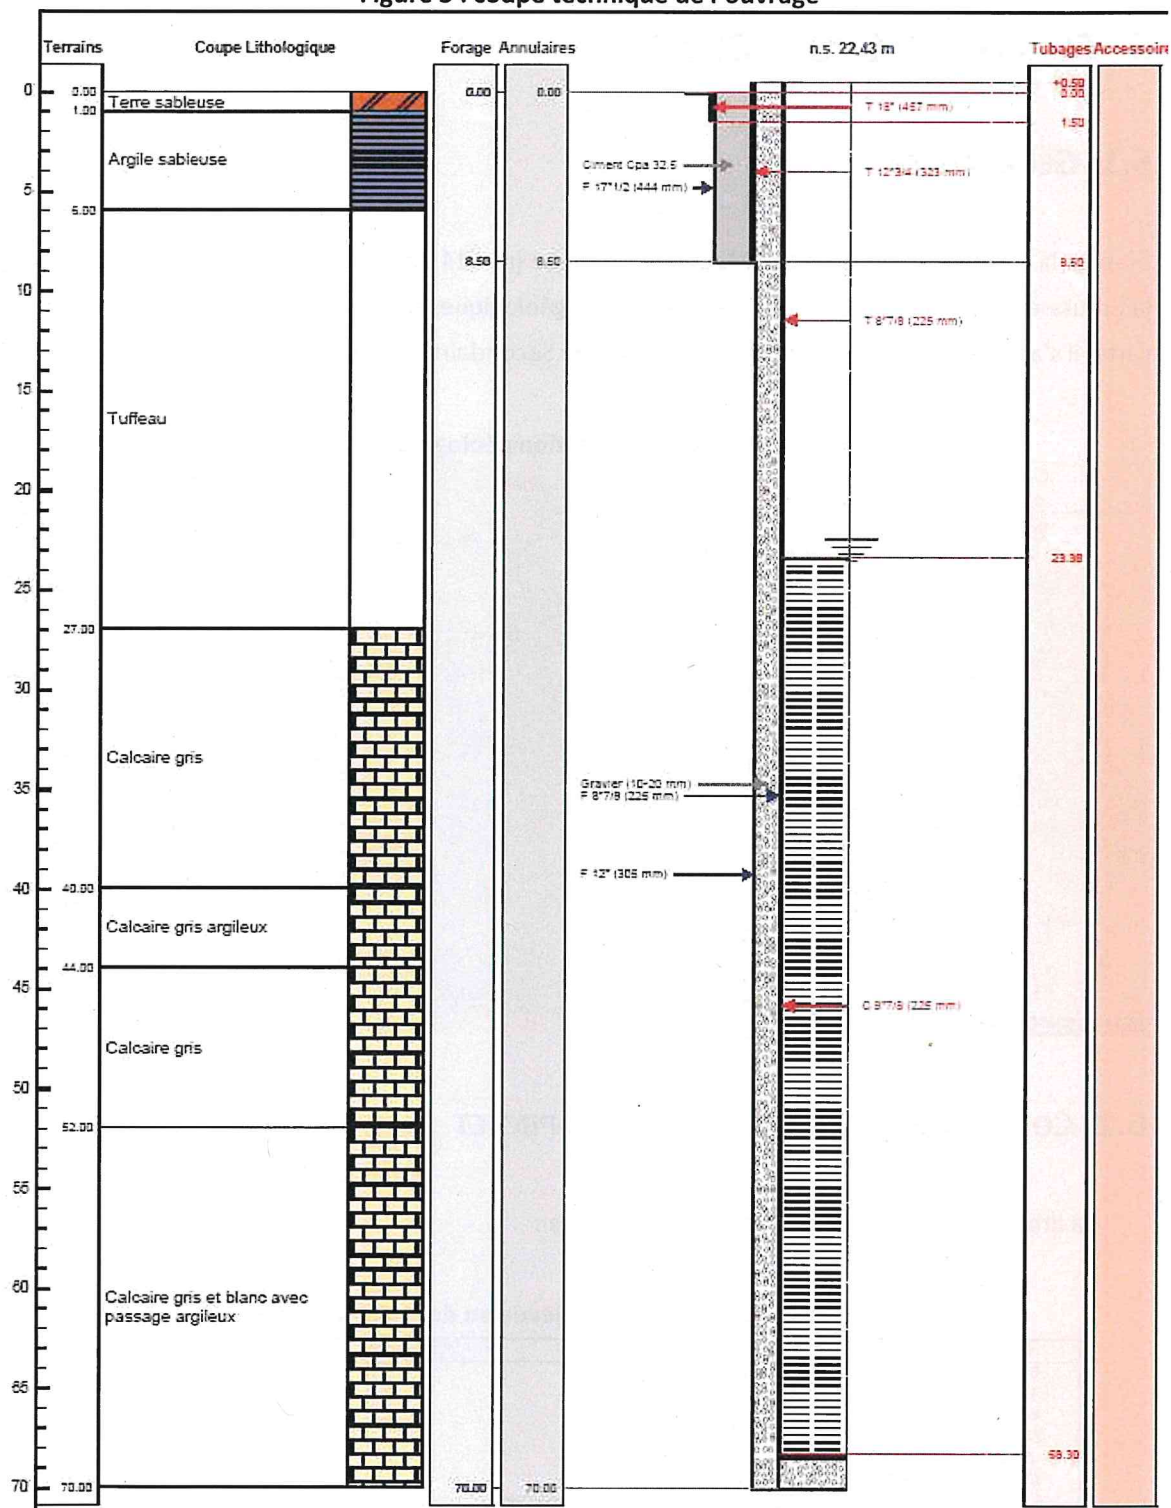 Figure 3 : coupe technique de l'ouvrage
Terrains
Coupe Lithologique
Forage
Annulaires
n.s. 22,43 m
Tubages
Accessoire
0
0.00
Terre sableuse
1.00
Argile sableuse
5
6.00
10
15
Tuffeau
20
25
27.00
30
Calcaire gris
35
40
40.00
Calcaire gris argileux
44.00
45
Calcaire gris
50
52.00
55
60
Calcaire gris et blanc avec
passage argileux
65
70
70.00
0.00
8.50
70.00
0.00
8.50
70.00
Ciment Cpa 32.5
F 17"1/2 (444 mm)
Gravier (10-20 mm)
F 8"7/8 (225 mm)
F 12" (305 mm)
T 18" (457 mm)
T 12"3/4 (323 mm)
T 8"7/8 (225 mm)
C 8"7/8 (225 mm)
+0.50
0.00
1.50
8.50
23.38
68.30